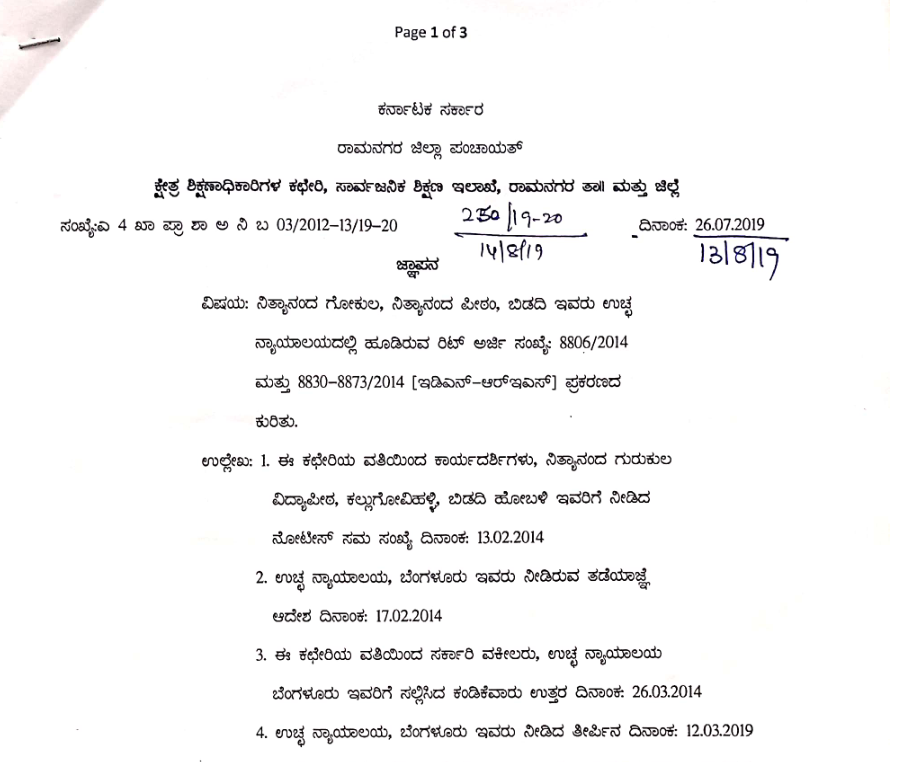 Page 1 of 3
ಕರ್ನಾಟಕ ಸರ್ಕಾರ
ರಾಮನಗರ ಜಿಲ್ಲಾ ಪಂಚಾಯತ್
ಕ್ಷೇತ್ರ ಶಿಕ್ಷಣಾಧಿಕಾರಿಗಳ ಕಛೇರಿ, ಸಾರ್ವಜನಿಕ ಶಿಕ್ಷಣ ಇಲಾಖೆ, ರಾಮನಗರ ತಾ॥ ಮತ್ತು ಜಿಲ್ಲೆ
ಸಂಖ್ಯೆ:ಎ 4 ಖಾ ಪ್ರಾ ಶಾ ಅ ನಿ ಬ 03/2012-13/19-20 230/19-20 ದಿನಾಂಕ: 26.07.2019
14/8/19 13/8/19
ಜ್ಞಾಪನ
ವಿಷಯ: ನಿತ್ಯಾನಂದ ಗೋಕುಲ, ನಿತ್ಯಾನಂದ ಪೀಠಂ, ಬಿಡದಿ ಇವರು ಉಚ್ಛ
ನ್ಯಾಯಾಲಯದಲ್ಲಿ ಹೂಡಿರುವ ರಿಟ್ ಅರ್ಜಿ ಸಂಖ್ಯೆ: 8806/2014
ಮತ್ತು 8830-8873/2014 [ಇಡಿಎನ್-ಆರ್‌ಇಎಸ್] ಪ್ರಕರಣದ
ಕುರಿತು.
ಉಲ್ಲೇಖ: 1. ಈ ಕಛೇರಿಯ ವತಿಯಿಂದ ಕಾರ್ಯದರ್ಶಿಗಳು, ನಿತ್ಯಾನಂದ ಗುರುಕುಲ
ವಿದ್ಯಾಪೀಠ, ಕಲ್ಲುಗೋವಿಹಳ್ಳಿ, ಬಿಡದಿ ಹೋಬಳಿ ಇವರಿಗೆ ನೀಡಿದ
ನೋಟೀಸ್ ಸಮ ಸಂಖ್ಯೆ ದಿನಾಂಕ: 13.02.2014
2. ಉಚ್ಛ ನ್ಯಾಯಾಲಯ, ಬೆಂಗಳೂರು ಇವರು ನೀಡಿರುವ ತಡೆಯಾಜ್ಞೆ
ಆದೇಶ ದಿನಾಂಕ: 17.02.2014
3. ಈ ಕಛೇರಿಯ ವತಿಯಿಂದ ಸರ್ಕಾರಿ ವಕೀಲರು, ಉಚ್ಛ ನ್ಯಾಯಾಲಯ
ಬೆಂಗಳೂರು ಇವರಿಗೆ ಸಲ್ಲಿಸಿದ ಕಂಡಿಕೆವಾರು ಉತ್ತರ ದಿನಾಂಕ: 26.03.2014
4. ಉಚ್ಛ ನ್ಯಾಯಾಲಯ, ಬೆಂಗಳೂರು ಇವರು ನೀಡಿದ ತೀರ್ಪಿನ ದಿನಾಂಕ: 12.03.2019